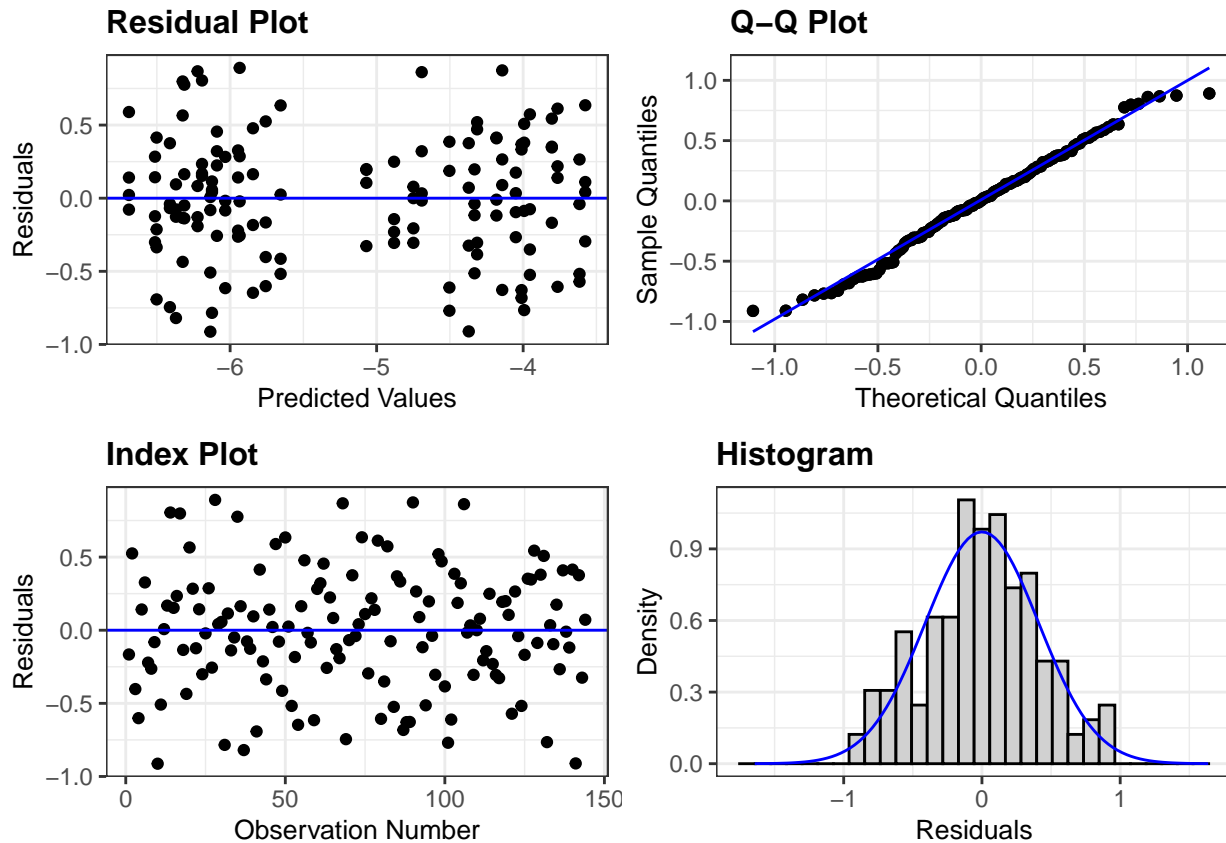 Residual Plot
Residuals
0.5
0.0
−0.5
−1.0
−6
−5
−4
Predicted Values
Q−Q Plot
Sample Quantiles
1.0
0.5
0.0
−0.5
−1.0
−1.0
−0.5
0.0
0.5
1.0
Theoretical Quantiles
Index Plot
Residuals
0.5
0.0
−0.5
−1.0
0
50
100
150
Observation Number
Histogram
Density
0.9
0.6
0.3
0.0
−1
0
1
Residuals